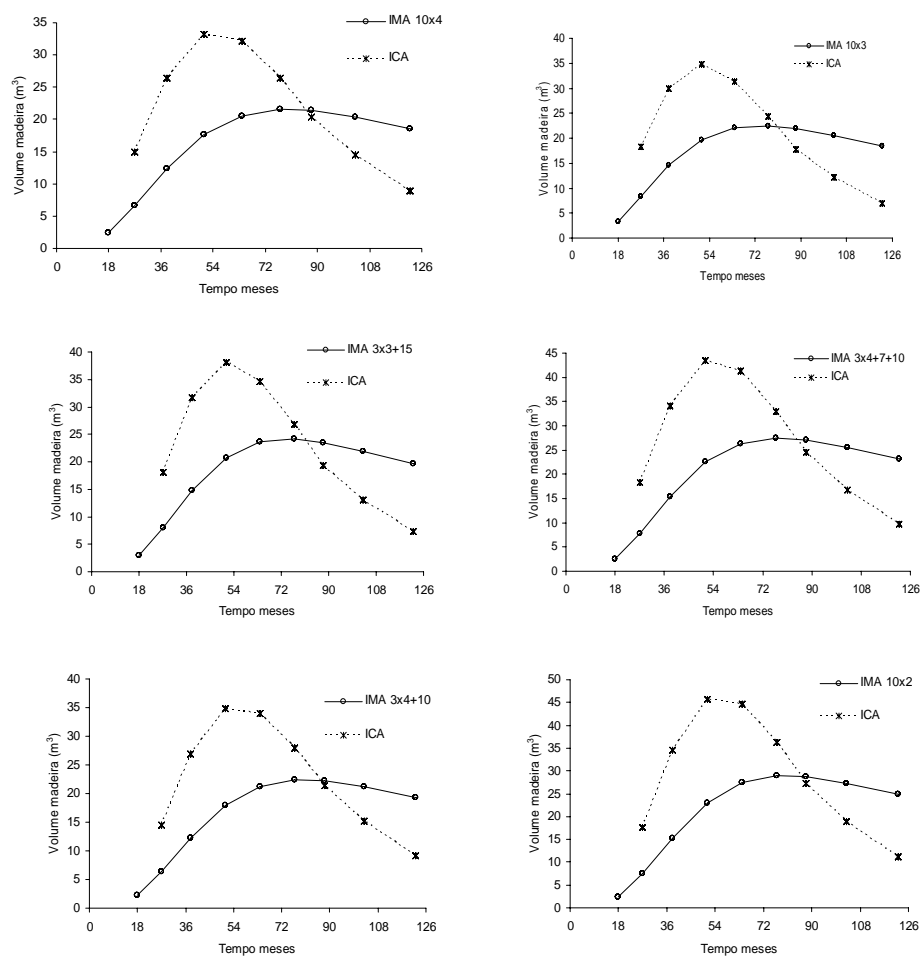 IMA 10x4
ICA
Volume madeira (m³)
35
30
25
20
15
10
5
0
0 18 36 54 72 90 108 126
Tempo meses
IMA 10x3
ICA
Volume madeira (m³)
40
35
30
25
20
15
10
5
0
0 18 36 54 72 90 108 126
Tempo meses
IMA 3x3+15
ICA
Volume madeira (m³)
40
35
30
25
20
15
10
5
0
0 18 36 54 72 90 108 126
Tempo meses
IMA 3x4+7+10
ICA
Volume madeira (m³)
45
40
35
30
25
20
15
10
5
0
0 18 36 54 72 90 108 126
Tempo meses
IMA 3x4+10
ICA
Volume madeira (m³)
40
35
30
25
20
15
10
5
0
0 18 36 54 72 90 108 126
Tempo meses
IMA 10x2
ICA
Volume madeira (m³)
50
45
40
35
30
25
20
15
10
5
0
0 18 36 54 72 90 108 126
Tempo meses